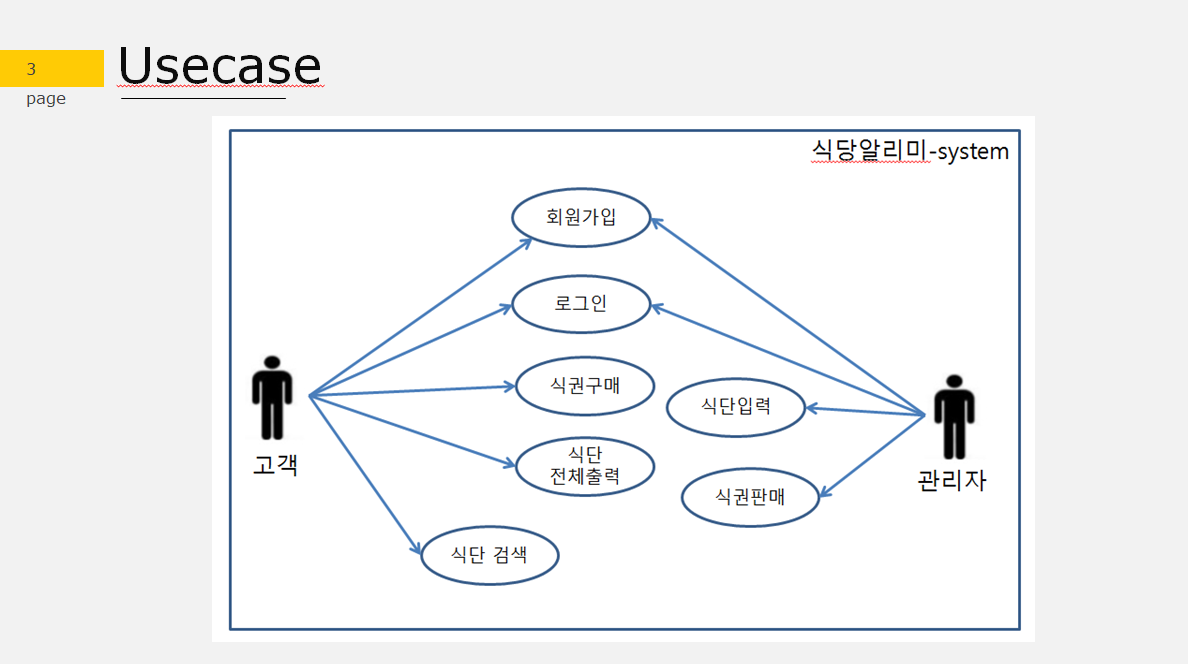 3
page
Usecase
식당알리미-system
회원가입
로그인
식권구매
식단입력
식단
전체출력
고객
관리자
식권판매
식단 검색